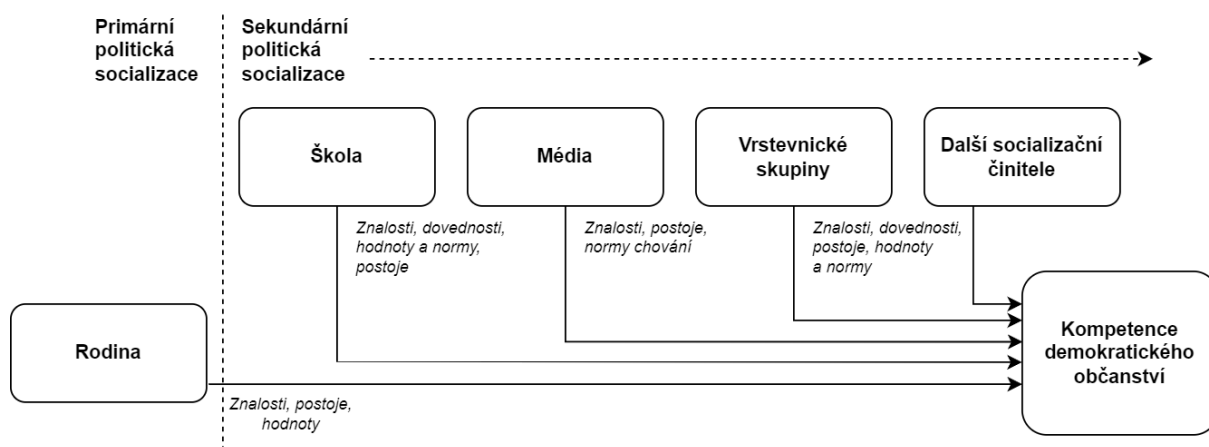 Primární
politická
socializace
Sekundární
politická
socializace
Škola
Média
Vrstevnické
skupiny
Další socializační
činitele
Znalosti, dovednosti,
hodnoty a normy,
postoje
Znalosti, postoje,
normy chování
Znalosti, dovednosti,
postoje, hodnoty
a normy
Rodina
Kompetence
demokratického
občanství
Znalosti, postoje,
hodnoty